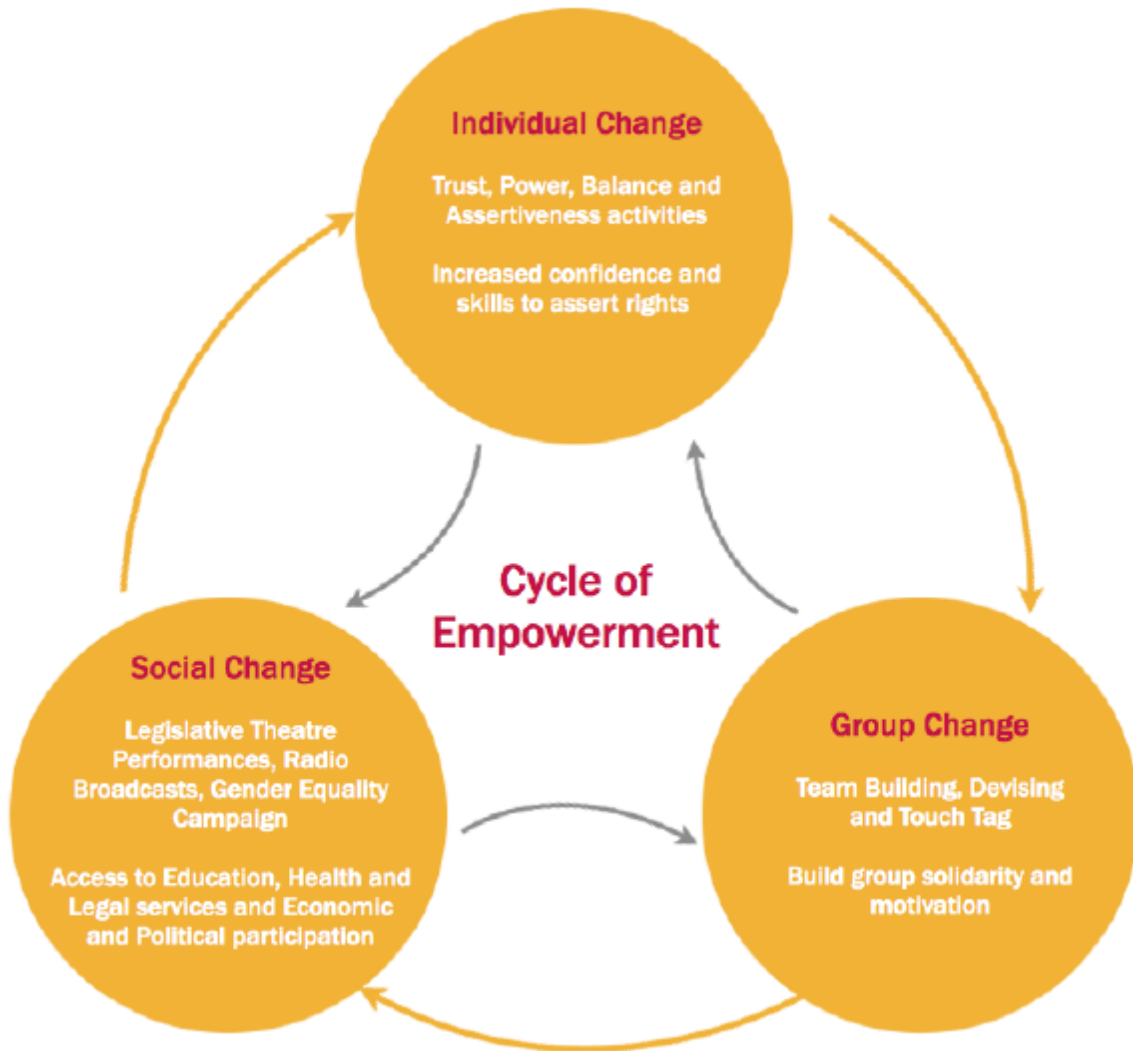 Individual Change
Trust, Power, Balance and
Assertiveness activities
Increased confidence and
skills to assert rights
Cycle of
Empowerment
Social Change
Legislative Theatre
Performances, Radio
Broadcasts, Gender Equality
Campaign
Access to Education, Health and
Legal services and Economic
and Political participation
Group Change
Team Building, Devising
and Touch Tag
Build group solidarity and
motivation